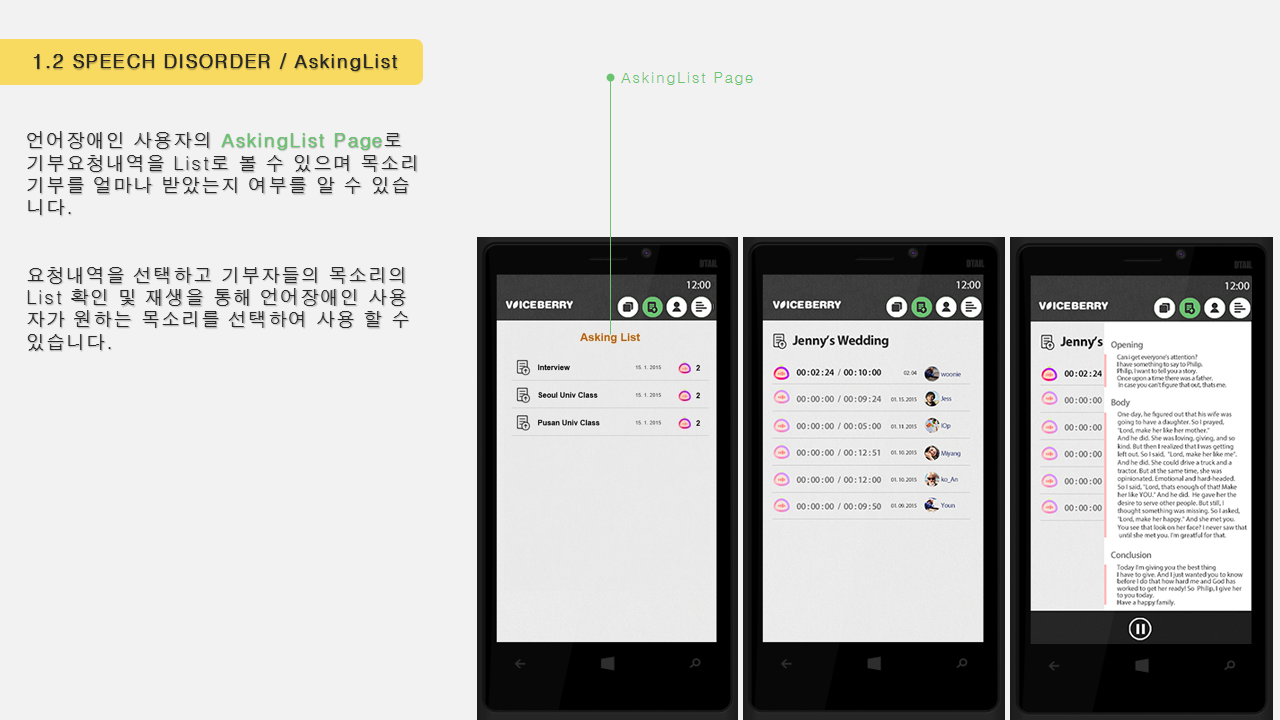 1.2 SPEECH DISORDER / AskingList
언어장애인 사용자의 AskingList Page로
기부요청내역을 List로 볼 수 있으며 목소리
기부를 얼마나 받았는지 여부를 알 수 있습
니다.
요청내역을 선택하고 기부자들의 목소리의
List 확인 및 재생을 통해 언어장애인 사용
자가 원하는 목소리를 선택하여 사용 할 수
있습니다.
AskingList Page
12:00
VOICEBERRY
Asking List
Interview 15. 1. 2015 2
Seoul Univ Class 15. 1. 2015 2
Pusan Univ Class 15. 1. 2015 2
12:00
VOICEBERRY
Jenny's Wedding
00:02:24 / 00:10:00 02.04 woonie
00:00:00 / 00:09:24 01.15.2015 Jess
00:00:00 / 00:05:00 01.11.2015 IOp
00:00:00 / 00:12:51 01.10.2015 Miyang
00:00:00 / 00:12:00 01.10.2015 ko_An
00:00:00 / 00:09:50 01.09.2015 Youn
12:00
VOICEBERRY
Jenny's
00:02:24
00:00:00
00:00:00
00:00:00
00:00:00
00:00:00
Opening
Can i get everyone's attention?
I have something to say to Philip.
Philip, I want to tell you a story.
Once upon a time there was a father.
In case you can't figure that out, thats me.
Body
One day, he figured out that his wife was
going to have a daughter. So I prayed,
"Lord, make her like her mother."
And he did. She was loving, giving, and so
kind. But then I realized that I was getting
left out. So I said, "Lord, make her like me".
And he did. She could drive a truck and a
tractor. But at the same time, she was
opinionated. Emotional and hard-headed.
So I said, "Lord, thats enough of that! Make
her like YOU." And he did. He gave her the
desire to serve other people. But still, I
thought something was missing. So I asked,
"Lord, make her happy." And she met you.
You see that look on her face? I never saw that
until she met you. I'm greatful for that.
Conclusion
Today I'm giving you the best thing
I have to give. And I just wanted you to know
before I do that how hard me and God has
worked to get her ready! So Philip, I give her
to you today.
Have a happy family.